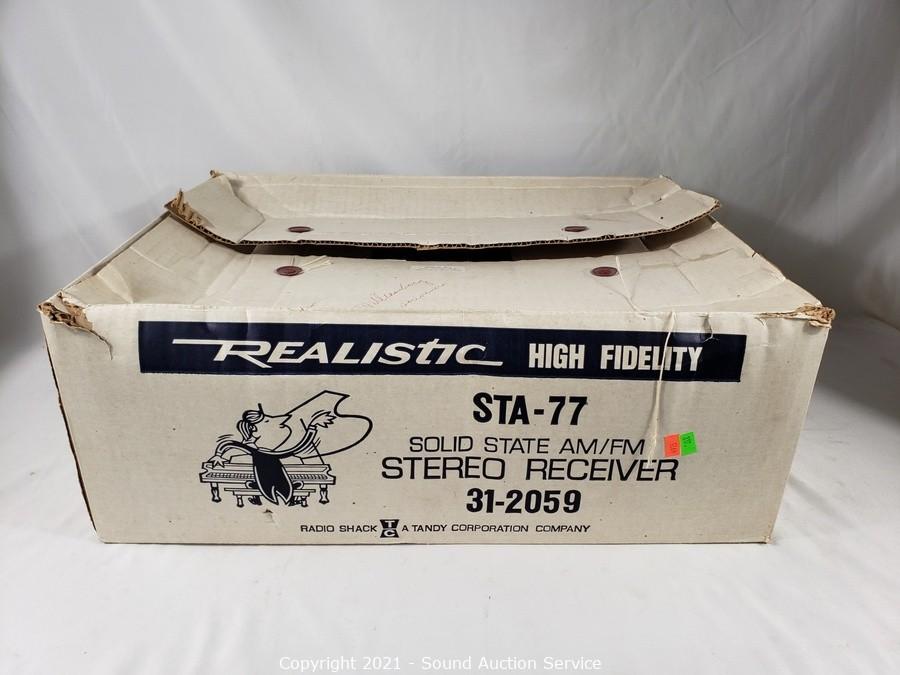 REALISTIC HIGH FIDELITY
STA-77
SOLID STATE AM/FM
STEREO RECEIVER
31-2059
RADIO SHACK TC A TANDY CORPORATION COMPANY
Copyright 2021 - Sound Auction Service